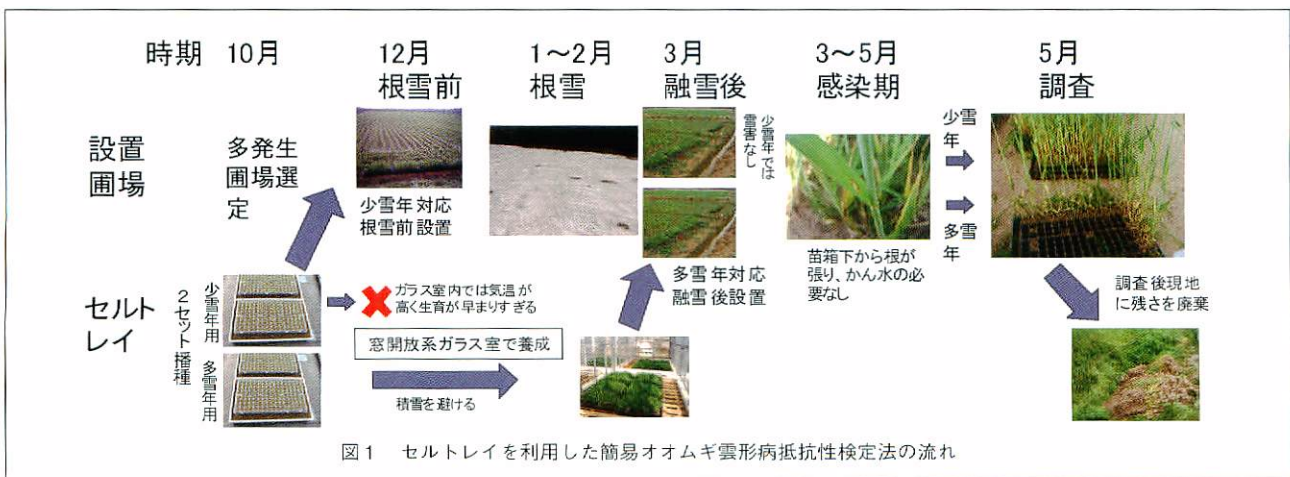 時期 10月 12月 1~2月 3月 3~5月 5月
根雪前 根雪 融雪後 感染期 調査
設置
圃場
多発生
圃場選
定
少雪年対応
根雪前設置
少雪年では
雪害なし
多雪年対応
融雪後設置
苗箱下から根が
張り、かん水の必
要なし
少雪年
多雪年
調査後現地
に残さを廃棄
セルト
レイ
2セット播種
少雪年用
多雪年用
ガラス室内では気温が
高く生育が早まりすぎる
窓開放系ガラス室で養成
積雪を避ける
図1 セルトレイを利用した簡易オオムギ雲形病抵抗性検定法の流れ